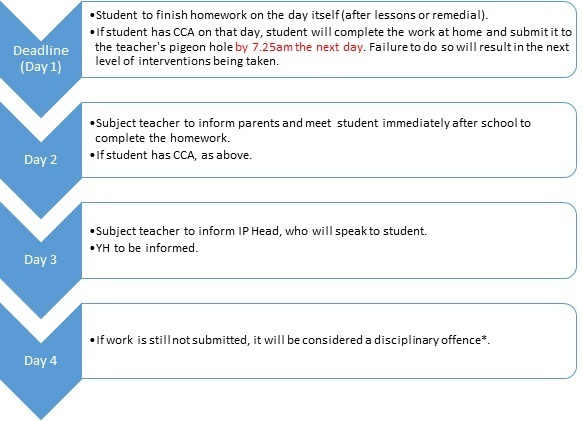 Deadline
(Day 1)
•Student to finish homework on the day itself (after lessons or remedial).
•If student has CCA on that day, student will complete the work at home and submit it to
the teacher's pigeon hole by 7.25am the next day. Failure to do so will result in the next
level of interventions being taken.
Day 2
•Subject teacher to inform parents and meet student immediately after school to
complete the homework.
•If student has CCA, as above.
Day 3
•Subject teacher to inform IP Head, who will speak to student.
•YH to be informed.
Day 4
•If work is still not submitted, it will be considered a disciplinary offence*.